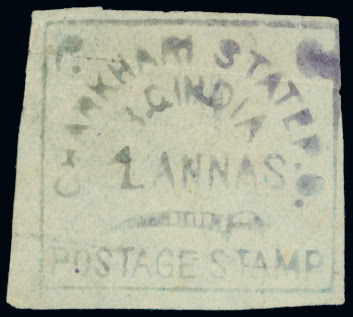 CHARKHARI STATE
C.INDIA
1 ANNAS
POSTAGE STAMP